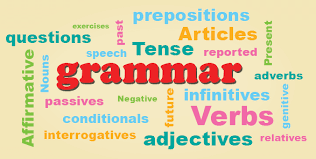 prepositions
exercises
past
questions
Articles
Present
speech
Tense
reported
Affirmative
Nouns
grammar
adverbs
passives
Negative
future
infinitives
genitive
conditionals
Verbs
interrogatives
adjectives
relatives